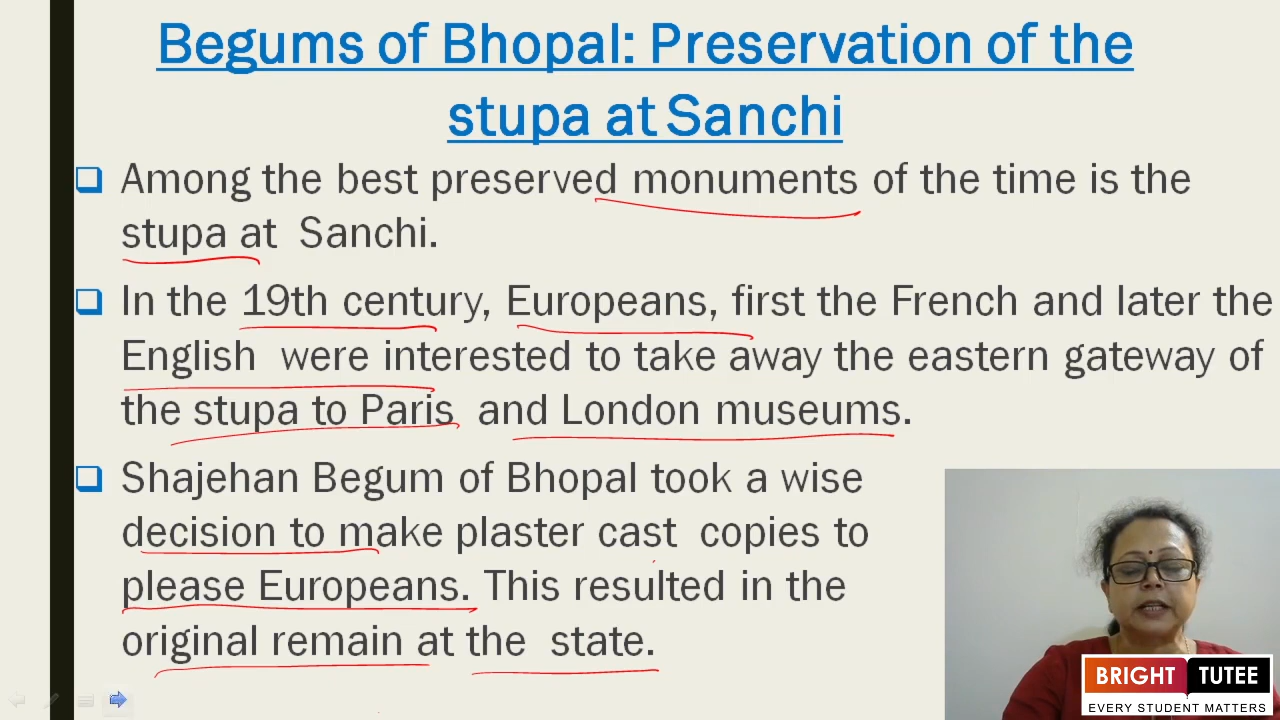 Begums of Bhopal: Preservation of the
stupa at Sanchi
Among the best preserved monuments of the time is the
stupa at Sanchi.
In the 19th century, Europeans, first the French and later the
English were interested to take away the eastern gateway of
the stupa to Paris and London museums.
Shajehan Begum of Bhopal took a wise
decision to make plaster cast copies to
please Europeans. This resulted in the
original remain at the state.
BRIGHT TUTEE
EVERY STUDENT MATTERS